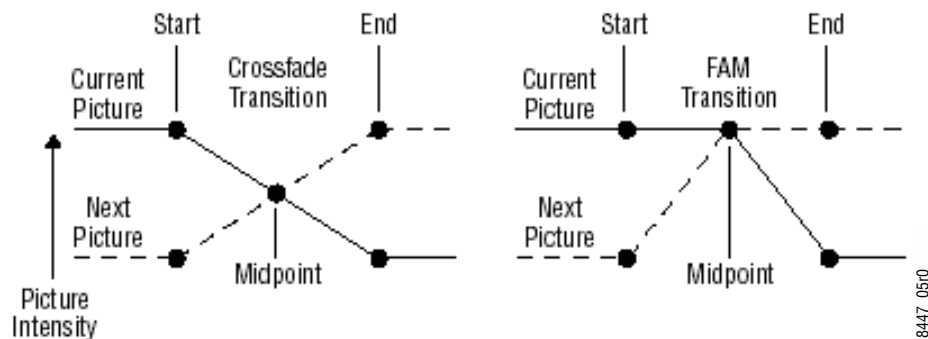 Start
End
Current
Picture
Crossfade
Transition
Next
Picture
Midpoint
Picture
Intensity
Start
End
Current
Picture
FAM
Transition
Next
Picture
Midpoint
8447_05r0